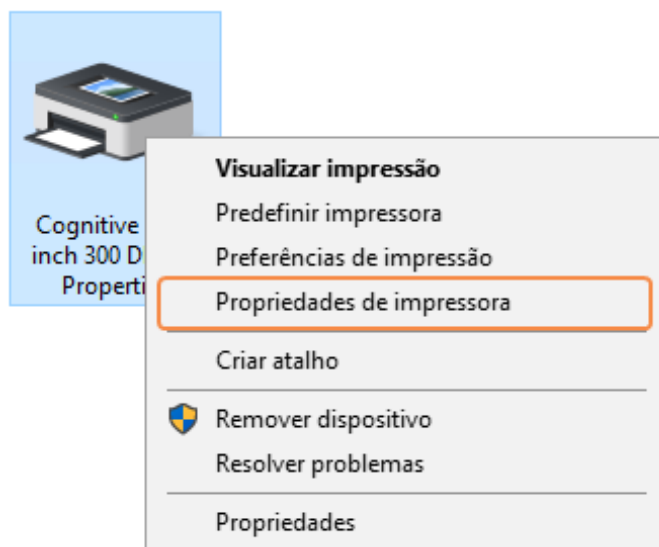 Cognitive
inch 300 D
Properti
Visualizar impressão
Predefinir impressora
Preferências de impressão
Propriedades de impressora
Criar atalho
Remover dispositivo
Resolver problemas
Propriedades